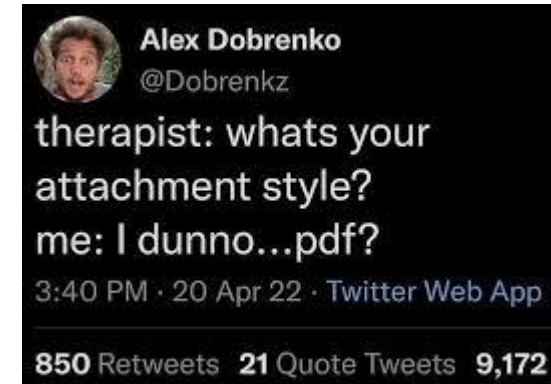 Alex Dobrenko
@Dobrenkz
therapist: whats your
attachment style?
me: I dunno...pdf?
3:40 PM · 20 Apr 22 · Twitter Web App
850 Retweets 21 Quote Tweets 9,172